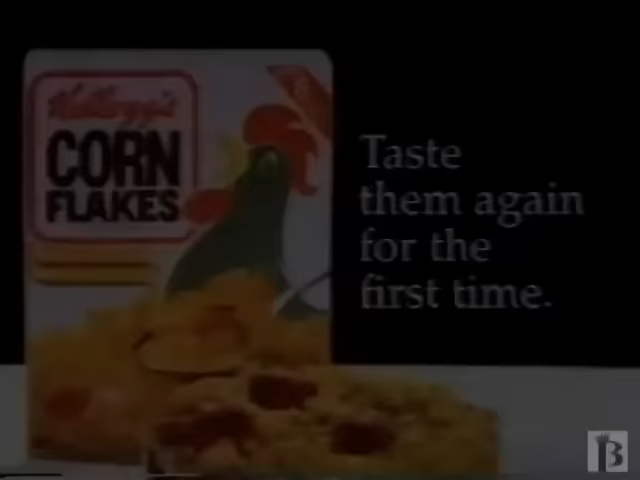 Kellogg's
CORN
FLAKES
Taste
them again
for the
first time.
B